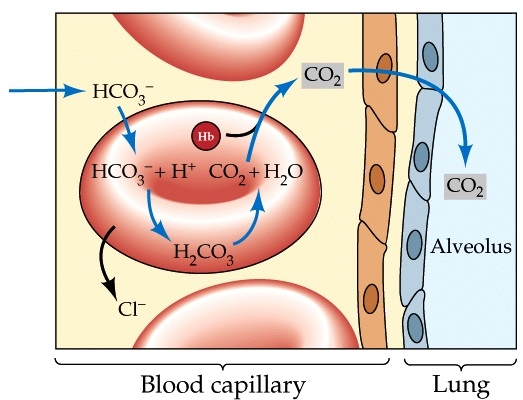 CO₂
HCO₃⁻
Hb
HCO₃⁻ + H⁺ CO₂ + H₂O
CO₂
H₂CO₃
Alveolus
Cl⁻
Blood capillary
Lung